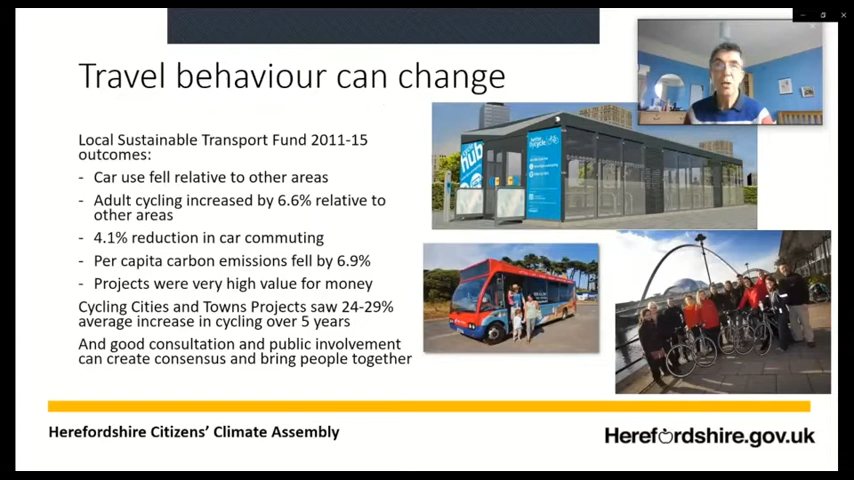 Travel behaviour can change
Local Sustainable Transport Fund 2011-15
outcomes:
- Car use fell relative to other areas
- Adult cycling increased by 6.6% relative to
other areas
- 4.1% reduction in car commuting
- Per capita carbon emissions fell by 6.9%
- Projects were very high value for money
Cycling Cities and Towns Projects saw 24-29%
average increase in cycling over 5 years
And good consultation and public involvement
can create consensus and bring people together
cycle
hub
Herefordshire Citizens' Climate Assembly
Herefordshire.gov.uk